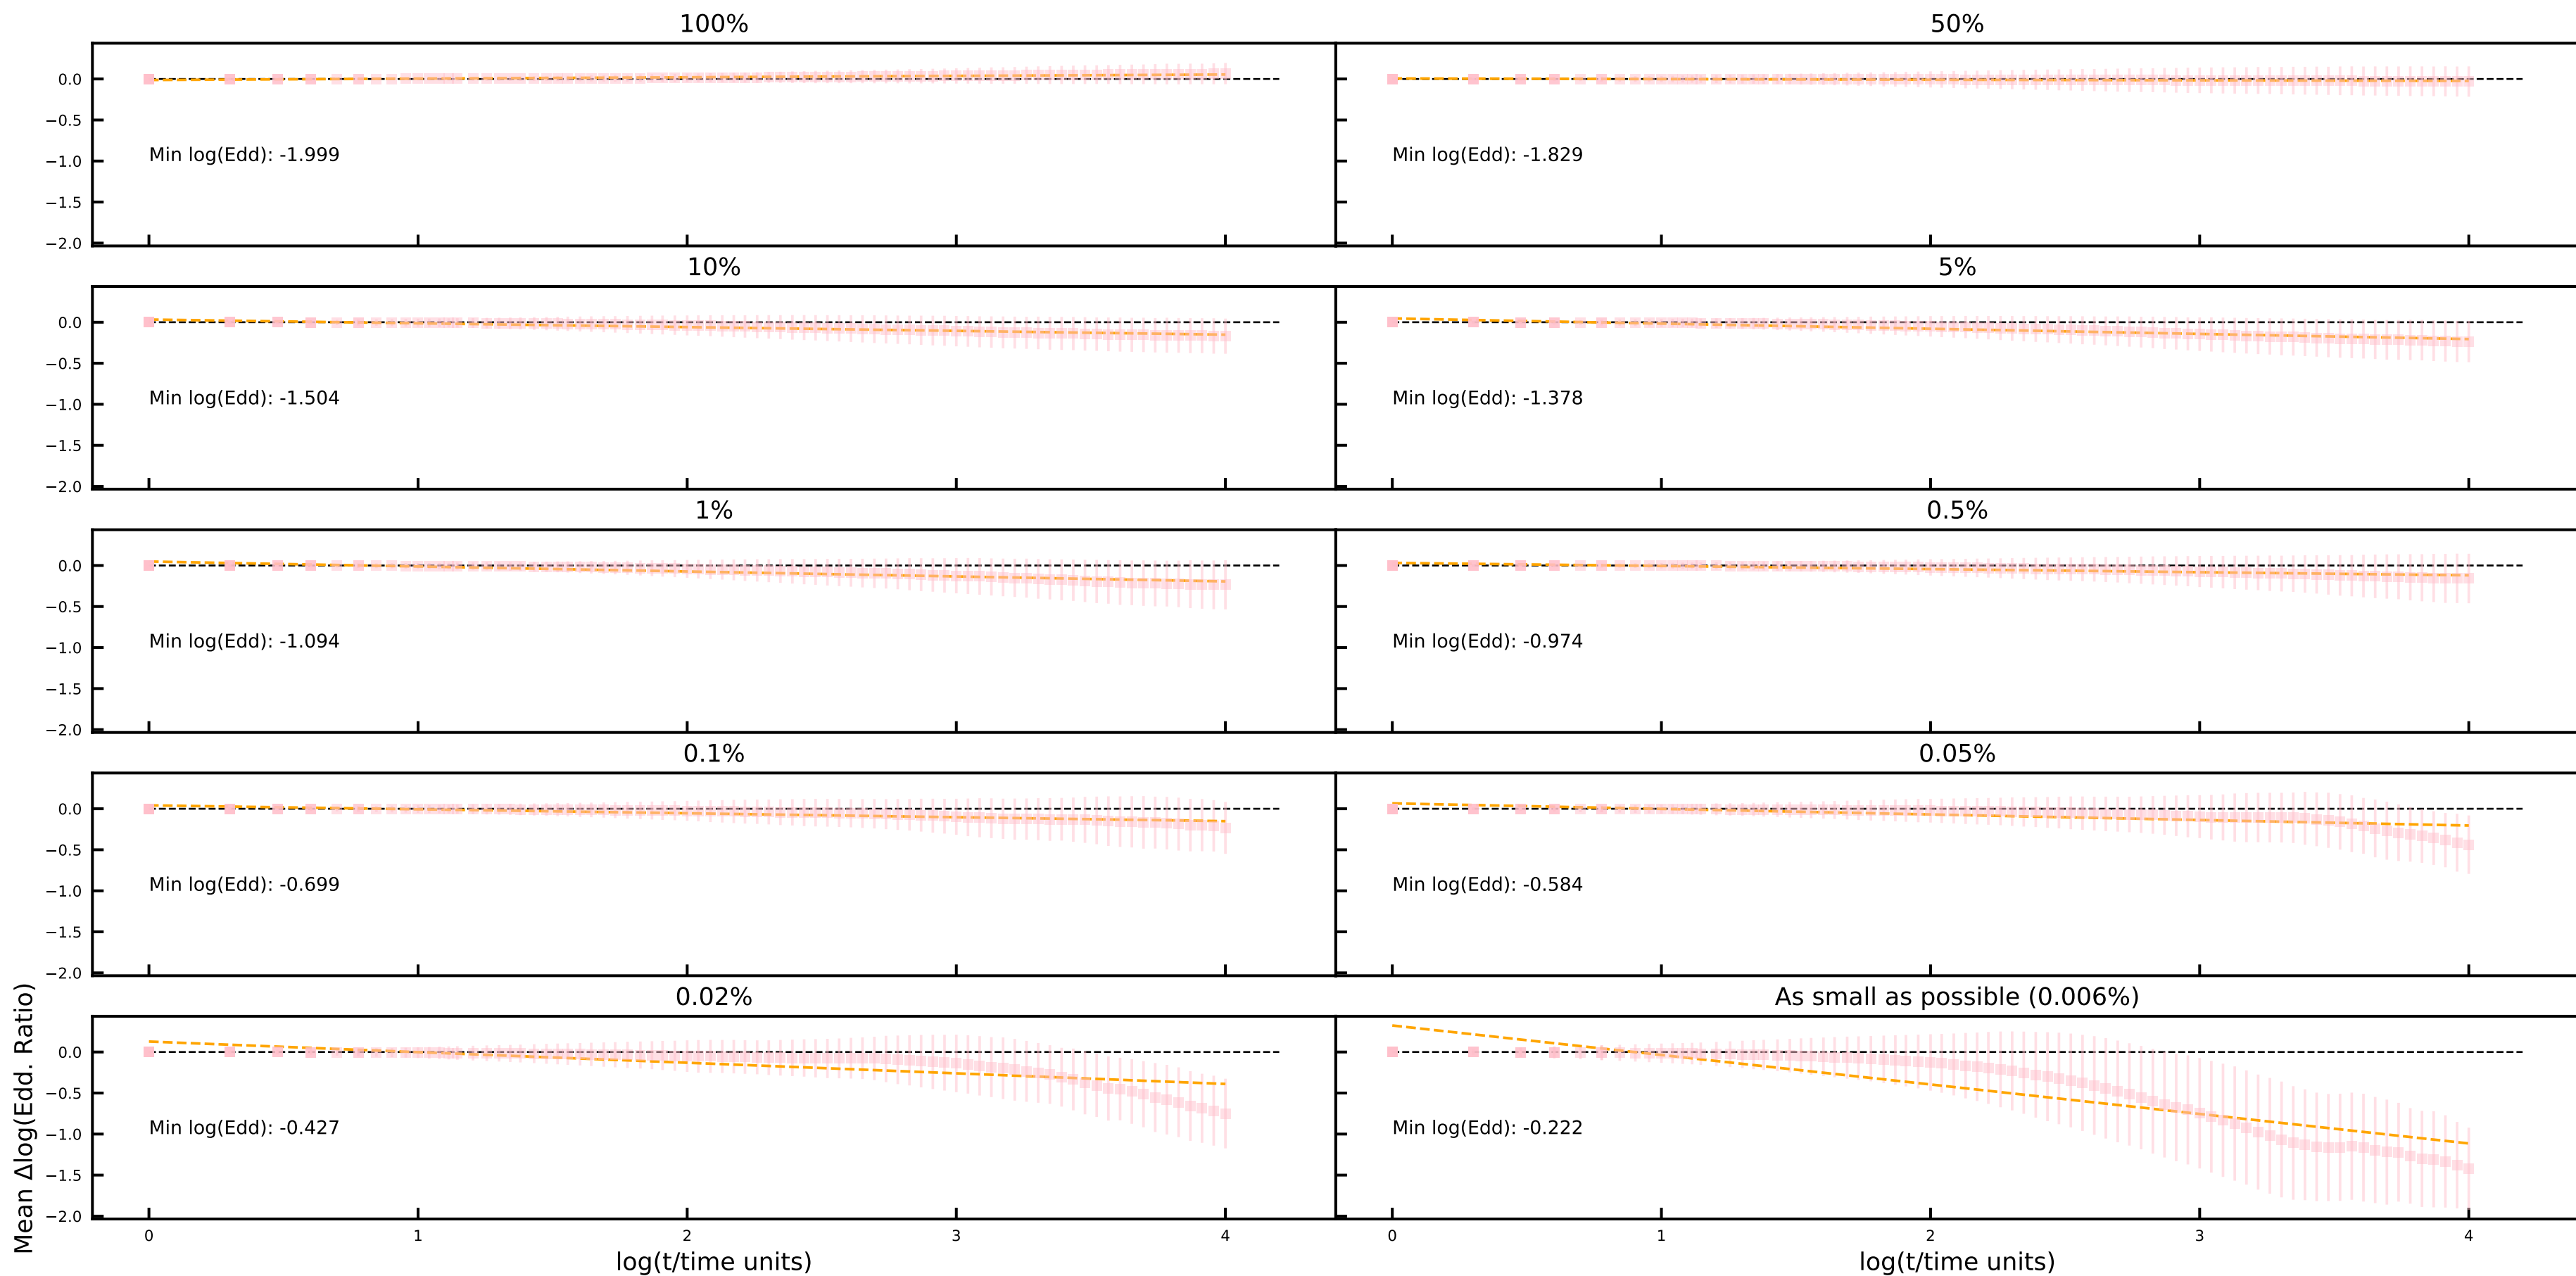 100%
50%
0.0
−0.5
−1.0
−1.5
−2.0
Min log(Edd): -1.999
Min log(Edd): -1.829
10%
5%
0.0
−0.5
−1.0
−1.5
−2.0
Min log(Edd): -1.504
Min log(Edd): -1.378
1%
0.5%
0.0
−0.5
−1.0
−1.5
−2.0
Min log(Edd): -1.094
Min log(Edd): -0.974
0.1%
0.05%
0.0
−0.5
−1.0
−1.5
−2.0
Min log(Edd): -0.699
Min log(Edd): -0.584
0.02%
As small as possible (0.006%)
0.0
−0.5
−1.0
−1.5
−2.0
Min log(Edd): -0.427
Min log(Edd): -0.222
Mean Δlog(Edd. Ratio)
0 1 2 3 4
0 1 2 3 4
log(t/time units)
log(t/time units)